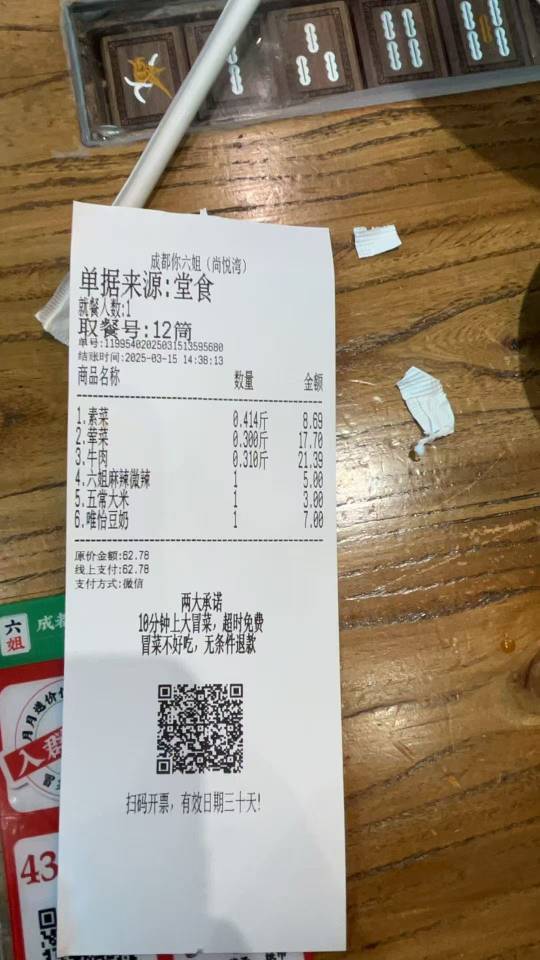 成都你六姐（尚悦湾）
单据来源:堂食
就餐人数:1
取餐号:12筒
单号:11995402025031513595680
结账时间:2025-03-15 14:38:13
商品名称 数量 金额
1.素菜 0.414斤 8.69
2.荤菜 0.300斤 17.70
3.牛肉 0.310斤 21.39
4.六姐麻辣微辣 1 5.00
5.五常大米 1 3.00
6.唯怡豆奶 1 7.00
原价金额:62.78
线上支付:62.78
支付方式:微信
两大承诺
10分钟上大冒菜，超时免费
冒菜不好吃，无条件退款
扫码开票，有效日期三十天!
六姐
成都
入群
43